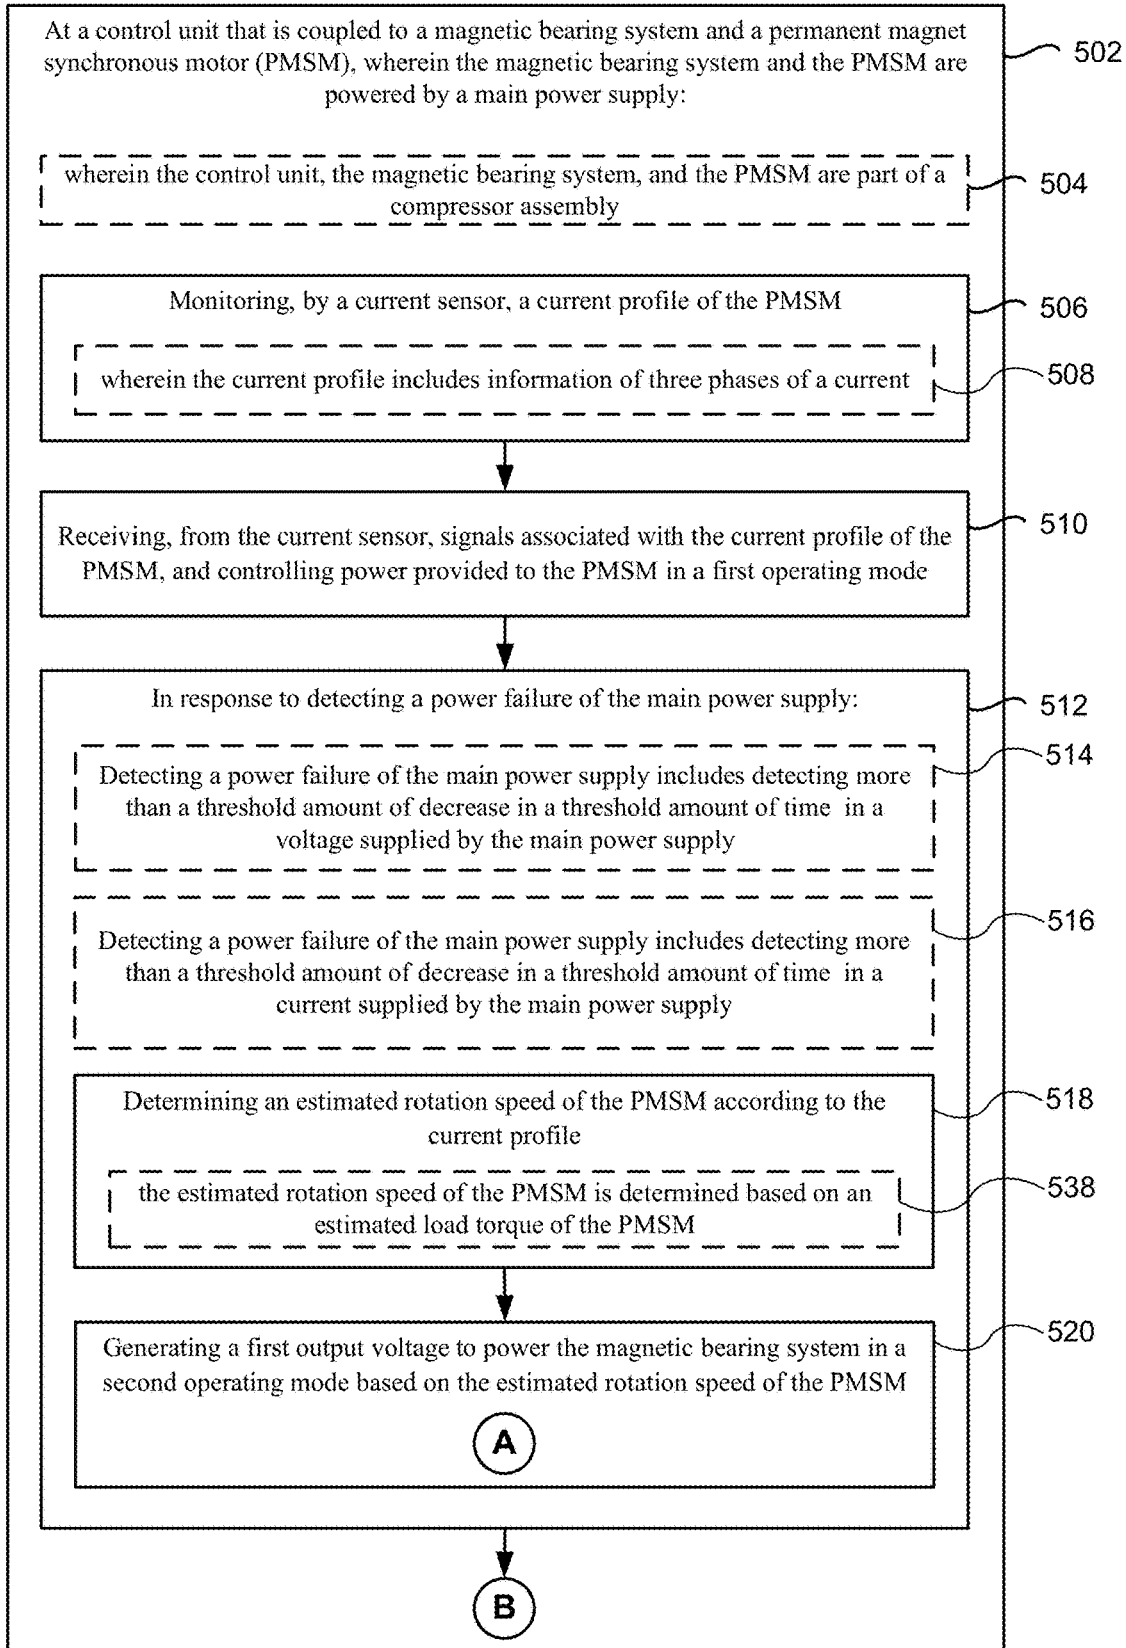 At a control unit that is coupled to a magnetic bearing system and a permanent magnet
synchronous motor (PMSM), wherein the magnetic bearing system and the PMSM are
powered by a main power supply:
502
wherein the control unit, the magnetic bearing system, and the PMSM are part of a
compressor assembly
504
Monitoring, by a current sensor, a current profile of the PMSM
506
wherein the current profile includes information of three phases of a current
508
Receiving, from the current sensor, signals associated with the current profile of the
PMSM, and controlling power provided to the PMSM in a first operating mode
510
In response to detecting a power failure of the main power supply:
512
Detecting a power failure of the main power supply includes detecting more
than a threshold amount of decrease in a threshold amount of time in a
voltage supplied by the main power supply
514
Detecting a power failure of the main power supply includes detecting more
than a threshold amount of decrease in a threshold amount of time in a
current supplied by the main power supply
516
Determining an estimated rotation speed of the PMSM according to the
current profile
518
the estimated rotation speed of the PMSM is determined based on an
estimated load torque of the PMSM
538
Generating a first output voltage to power the magnetic bearing system in a
second operating mode based on the estimated rotation speed of the PMSM
520
A
B